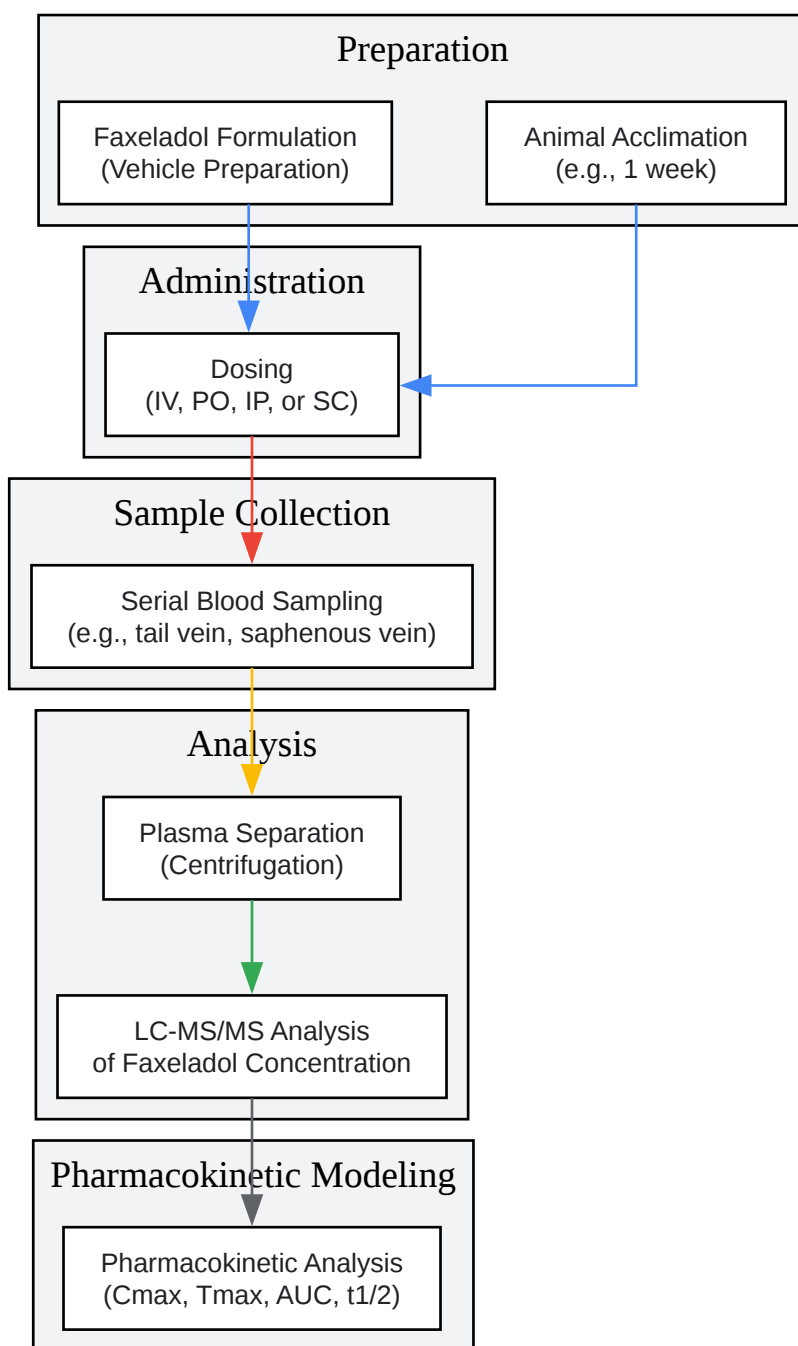 Preparation
Faxeladol Formulation
(Vehicle Preparation)
Animal Acclimation
(e.g., 1 week)
Administration
Dosing
(IV, PO, IP, or SC)
Sample Collection
Serial Blood Sampling
(e.g., tail vein, saphenous vein)
Analysis
Plasma Separation
(Centrifugation)
LC-MS/MS Analysis
of Faxeladol Concentration
Pharmacokinetic Modeling
Pharmacokinetic Analysis
(Cmax, Tmax, AUC, t1/2)